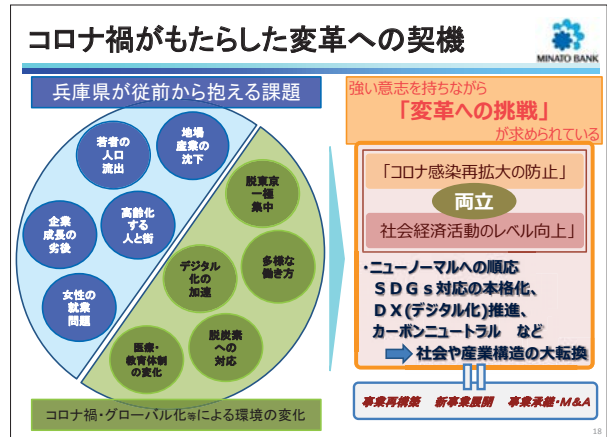 コロナ禍がもたらした変革への契機
MINATO BANK
兵庫県が従前から抱える課題
若者の
人口
流出
地場
産業の
沈下
企業
成長の
劣後
高齢化
する
人と街
女性の
就業
問題
脱東京
一極
集中
デジタル
化の
加速
多様な
働き方
医療・
教育体制
の変化
脱炭素
への
対応
コロナ禍・グローバル化等による環境の変化
強い意志を持ちながら
「変革への挑戦」
が求められている
「コロナ感染再拡大の防止」
両立
社会経済活動のレベル向上」
・ニューノーマルへの順応
SDGs対応の本格化、
DX(デジタル化)推進、
カーボンニュートラル など
社会や産業構造の大転換
事業再構築 新事業展開 事業承継・M&A
18